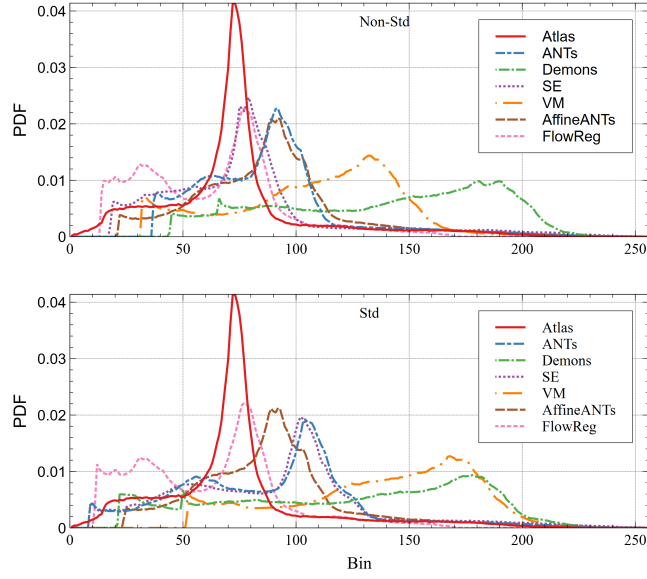 0.04
Non-Std
Atlas
ANTs
0.03
Demons
SE
VM
PDF
0.02
AffineANTs
FlowReg
0.01
0
0 50 100 150 200 250
0.04
Std
Atlas
ANTs
0.03
Demons
SE
VM
PDF
0.02
AffineANTs
FlowReg
0.01
0
0 50 100 150 200 250
Bin